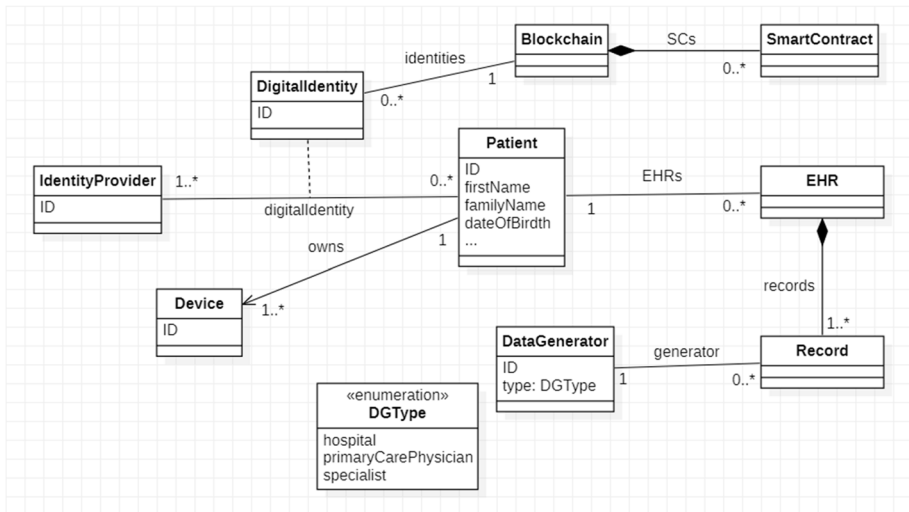 Blockchain
SCs
SmartContract
0..*
identities
1
DigitalIdentity
0..*
ID
Patient
ID
firstName
familyName
dateOfBirdth
...
IdentityProvider
ID
1..*
0..*
digitalIdentity
EHRs
1
0..*
EHR
owns
1
1..*
Device
ID
records
1..*
DataGenerator
ID
type: DGType
generator
1
0..*
Record
«enumeration»
DGType
hospital
primaryCarePhysician
specialist